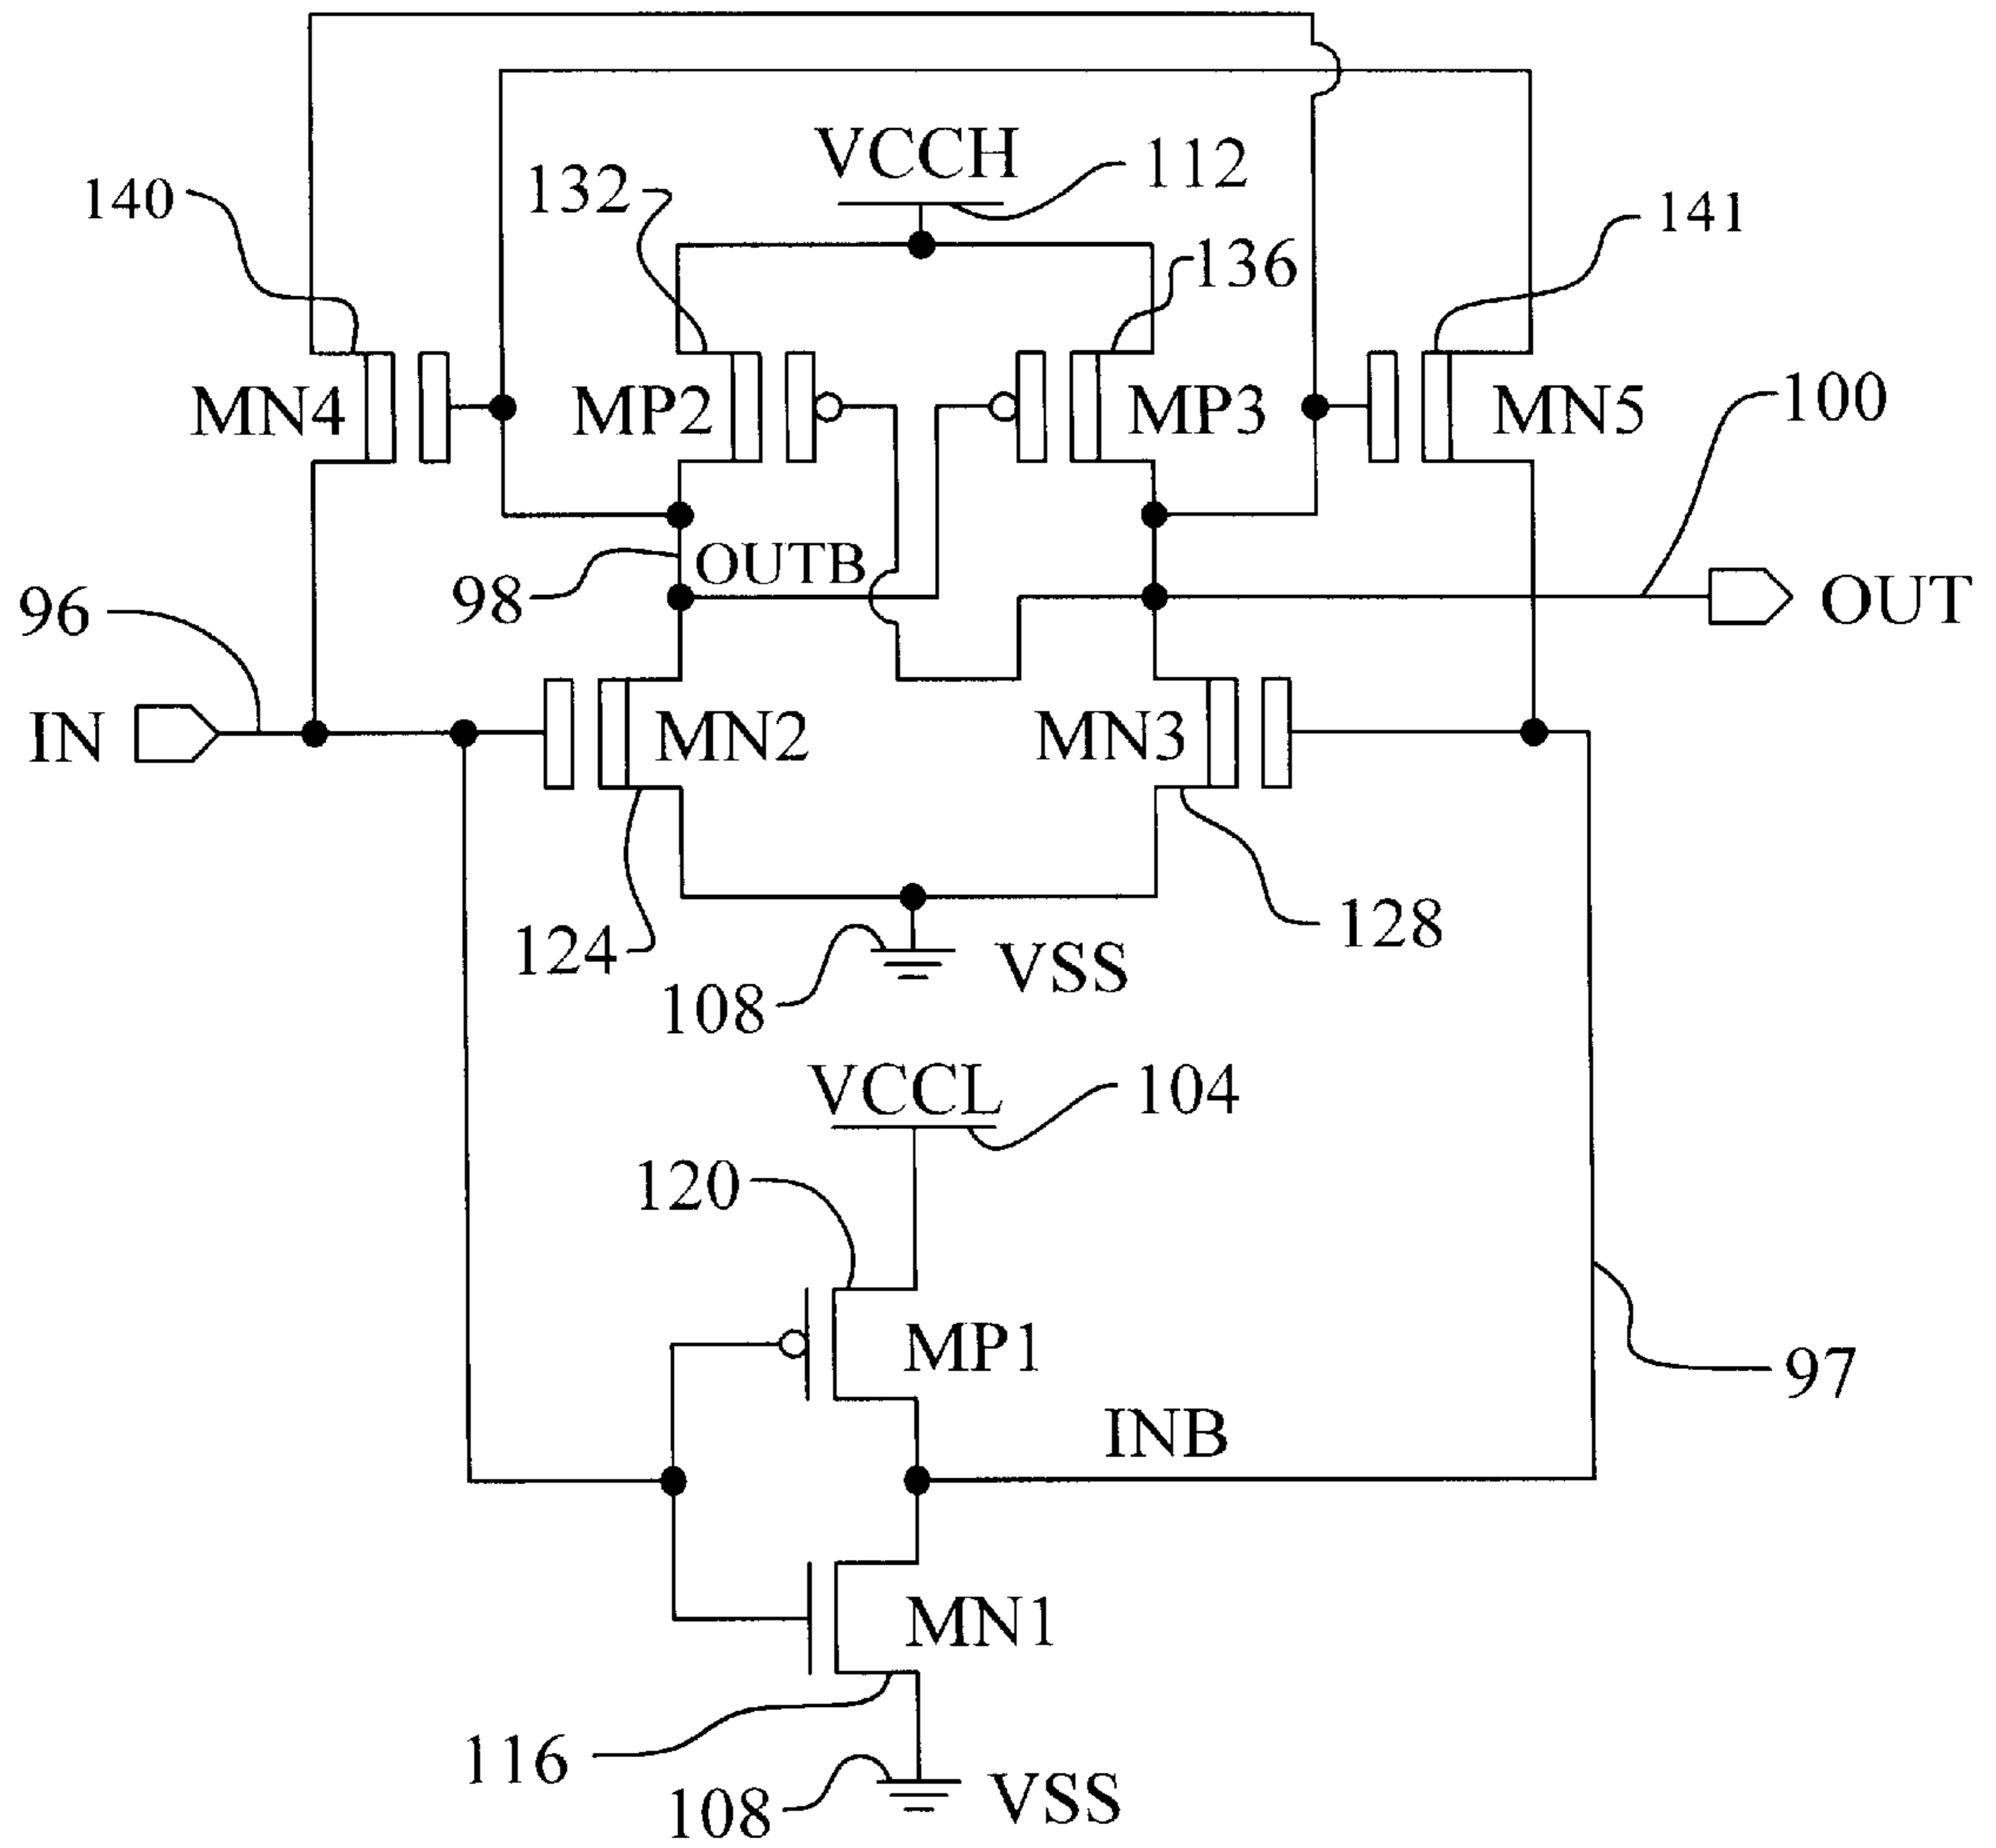 VCCH
112
132
140
141
136
MN4
MP2
MP3
MN5
100
OUTB
98
96
OUT
IN
MN2
MN3
124
128
108
VSS
VCCL
104
120
MP1
97
INB
MN1
116
108
VSS